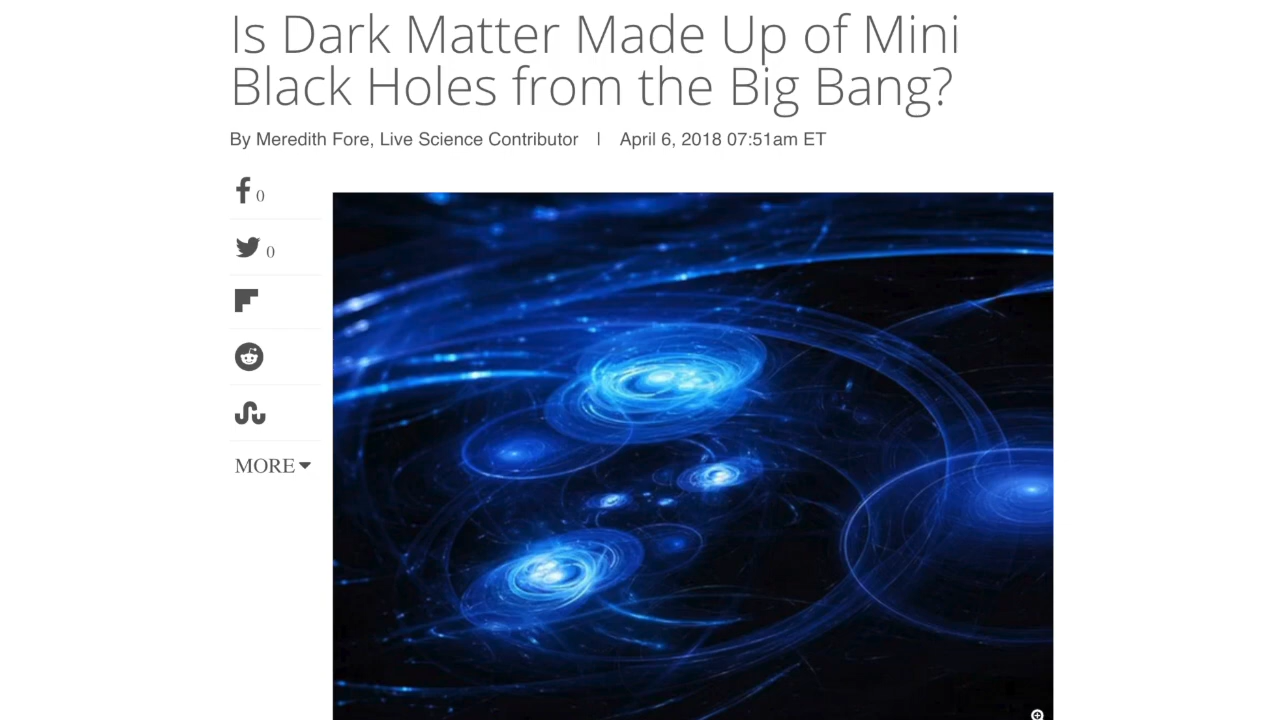 Is Dark Matter Made Up of Mini
Black Holes from the Big Bang?
By Meredith Fore, Live Science Contributor | April 6, 2018 07:51am ET
0
0
MORE